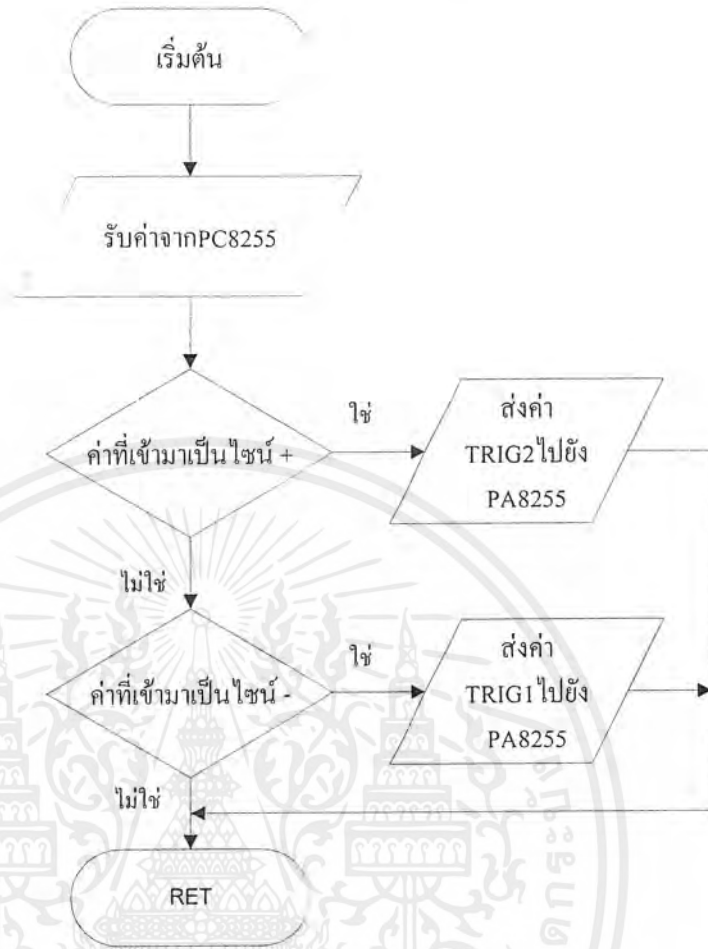 เริ่มต้น
รับค่าจากPC8255
ค่าที่เข้ามาเป็นไซน์ +
ใช่
ส่งค่า
TRIG2ไปยัง
PA8255
ไม่ใช่
ค่าที่เข้ามาเป็นไซน์ -
ใช่
ส่งค่า
TRIG1ไปยัง
PA8255
ไม่ใช่
RET